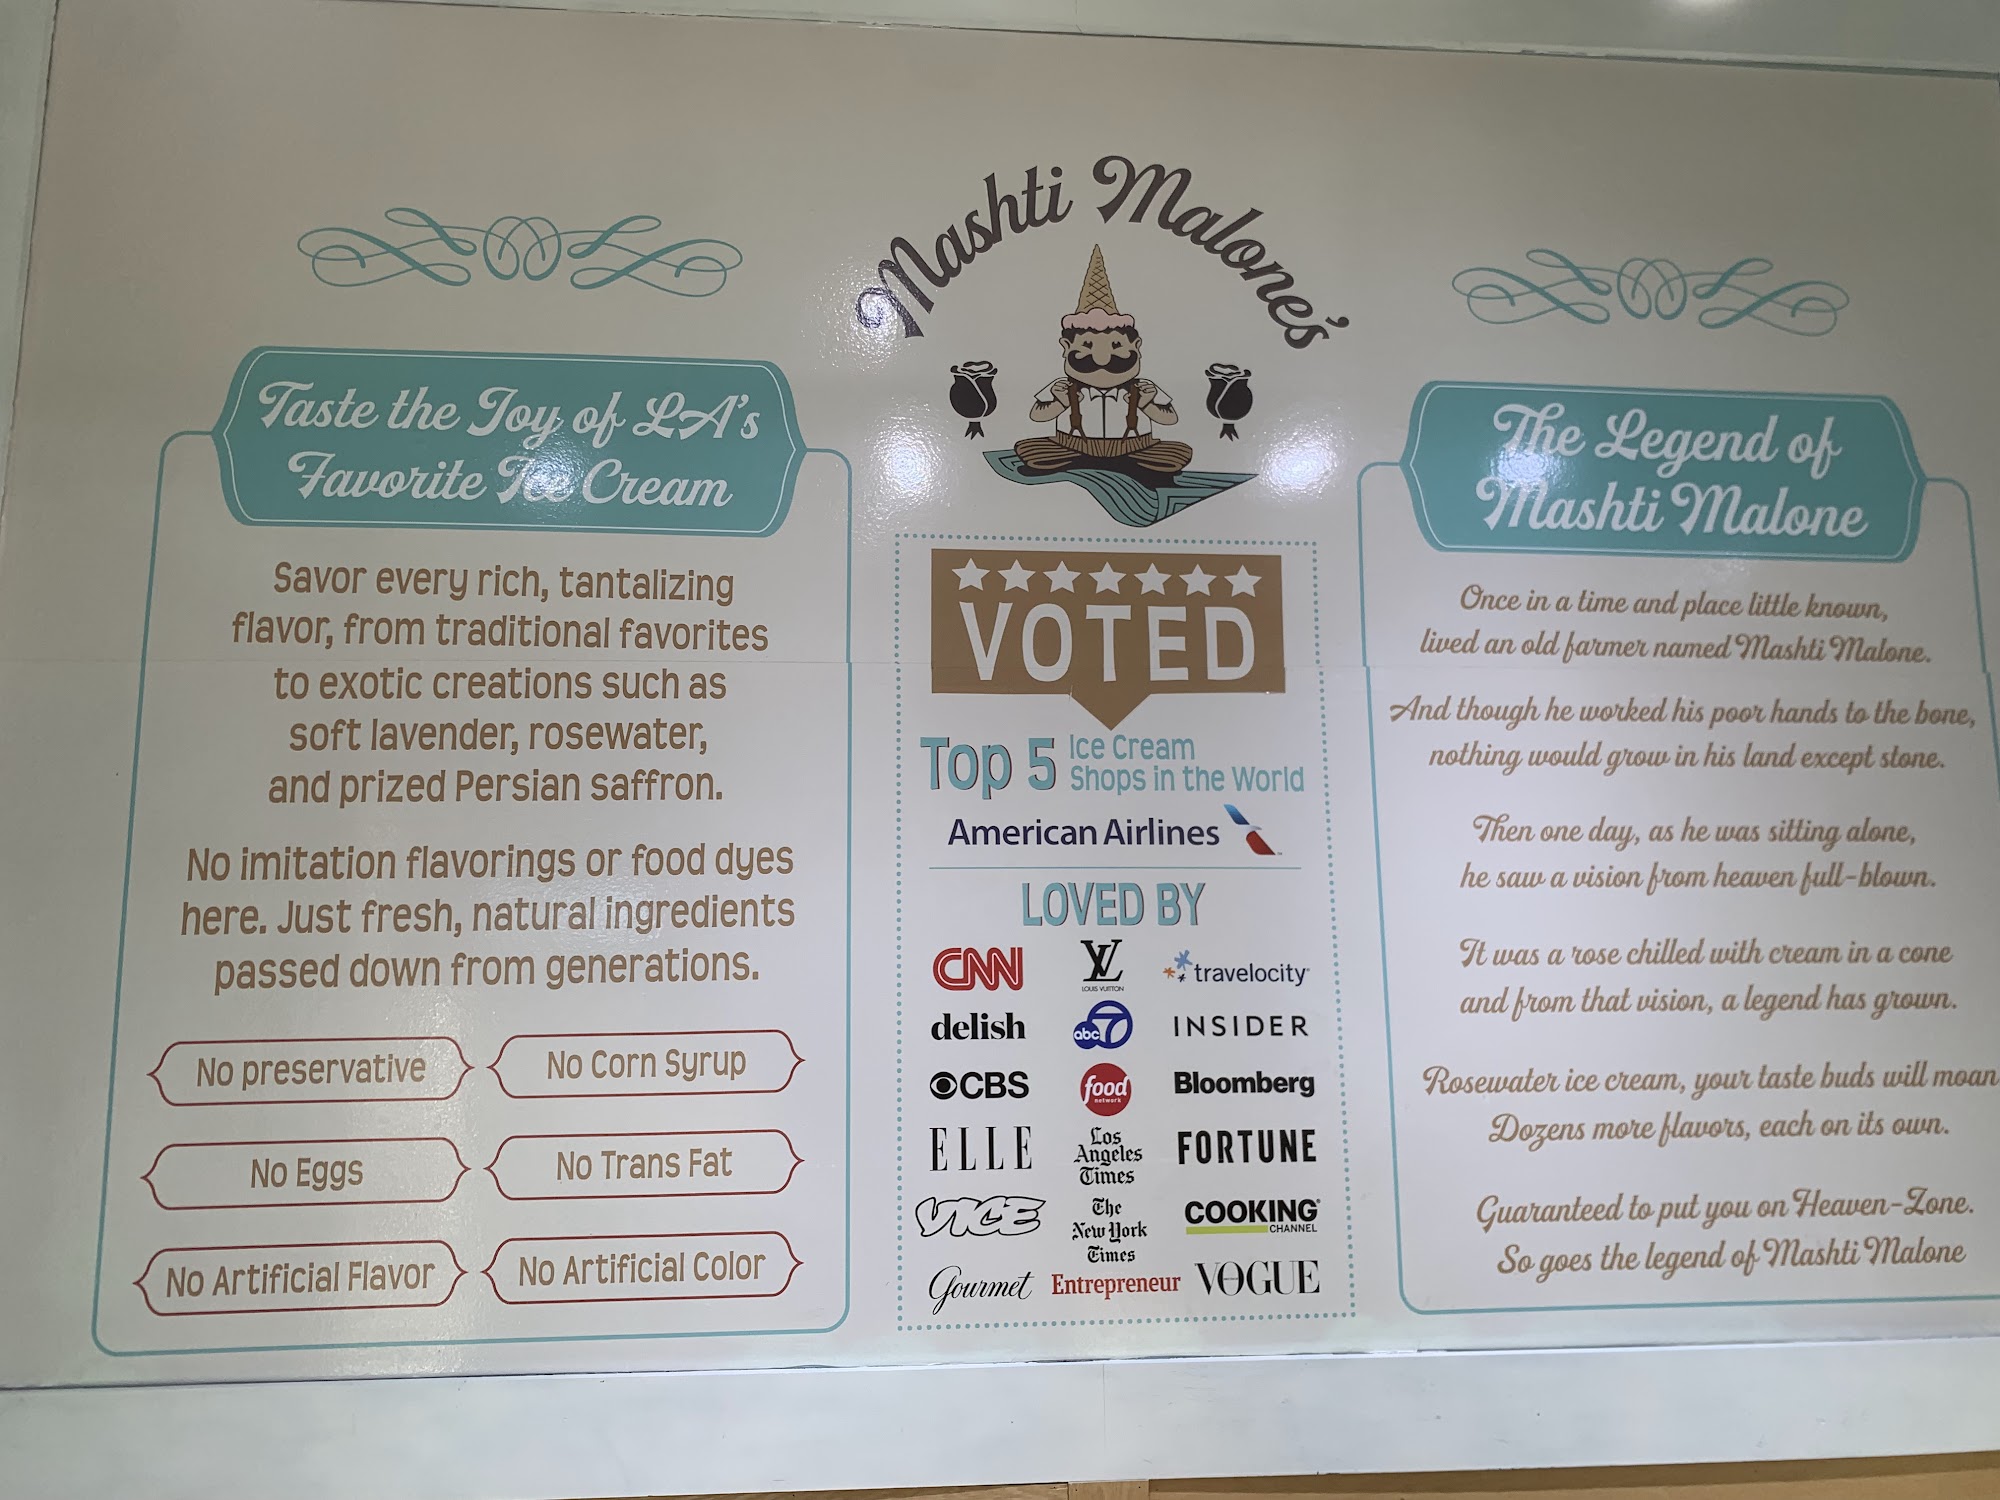 Mashti Malone's
Taste the Joy of LA's
Favorite Ice Cream
Savor every rich, tantalizing
flavor, from traditional favorites
to exotic creations such as
soft lavender, rosewater,
and prized Persian saffron.
No imitation flavorings or food dyes
here. Just fresh, natural ingredients
passed down from generations.
No preservative
No Corn Syrup
No Eggs
No Trans Fat
No Artificial Flavor
No Artificial Color
VOTED
Top 5 Ice Cream
Shops in the World
American Airlines
LOVED BY
CNN
LV
LOUIS VUITTON
travelocity
delish
abc 7
INSIDER
CBS
food
network
Bloomberg
ELLE
Los
Angeles
Times
FORTUNE
VICE
The
New York
Times
COOKING
CHANNEL
Gourmet
Entrepreneur
VOGUE
The Legend of
Mashti Malone
Once in a time and place little known,
lived an old farmer named Mashti Malone.
And though he worked his poor hands to the bone,
nothing would grow in his land except stone.
Then one day, as he was sitting alone,
he saw a vision from heaven full-blown.
It was a rose chilled with cream in a cone
and from that vision, a legend has grown.
Rosewater ice cream, your taste buds will moan
Dozens more flavors, each on its own.
Guaranteed to put you on Heaven-Zone.
So goes the legend of Mashti Malone